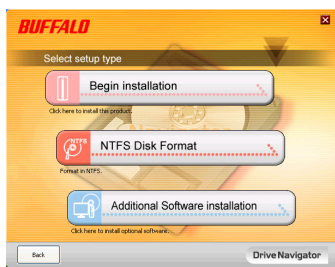 BUFFALO
Select setup type
Begin installation
Click here to install this product.
NTFS
NTFS Disk Format
Format in NTFS.
Additional Software installation
Click here to install optional software.
Back
DriveNavigator